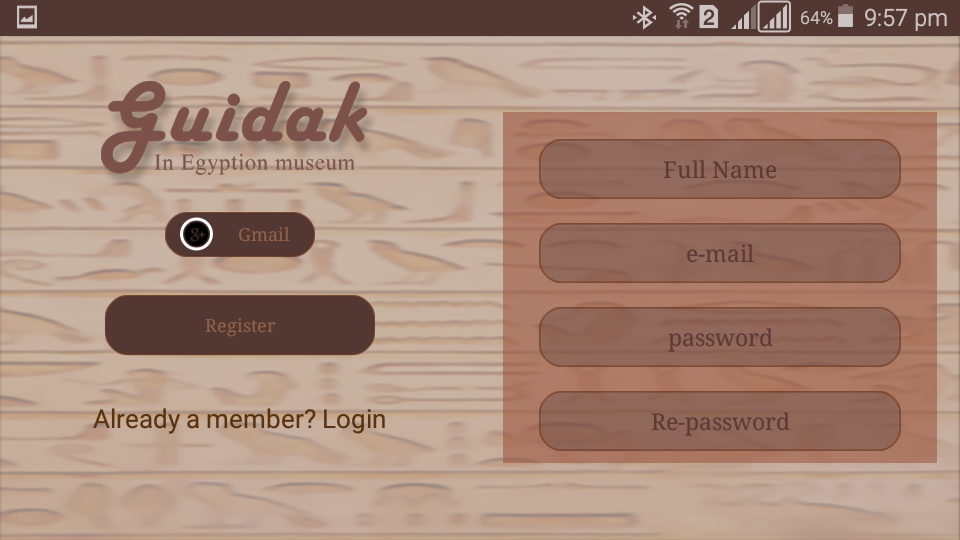 2
64%
9:57 pm
Guidak
In Egyption museum
8+
Gmail
Register
Already a member? Login
Full Name
e-mail
password
Re-password